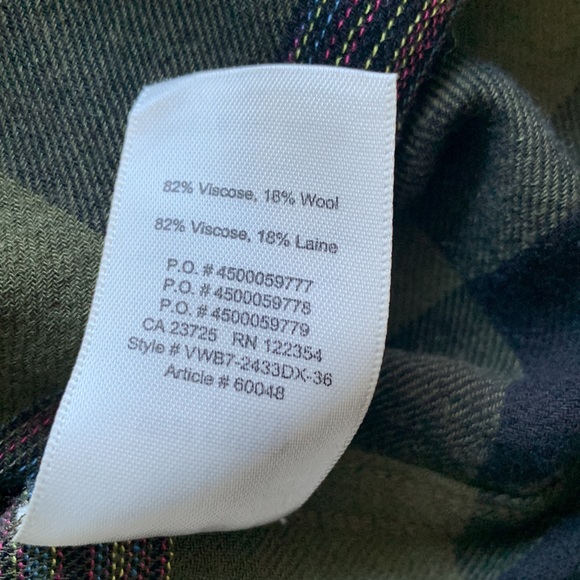 82% Viscose, 18% Wool
82% Viscose, 18% Laine
P.O. # 4500059777
P.O. # 4500059778
P.O. # 4500059779
CA 23725 RN 122354
Style # VWB7-2433DX-36
Article # 60048